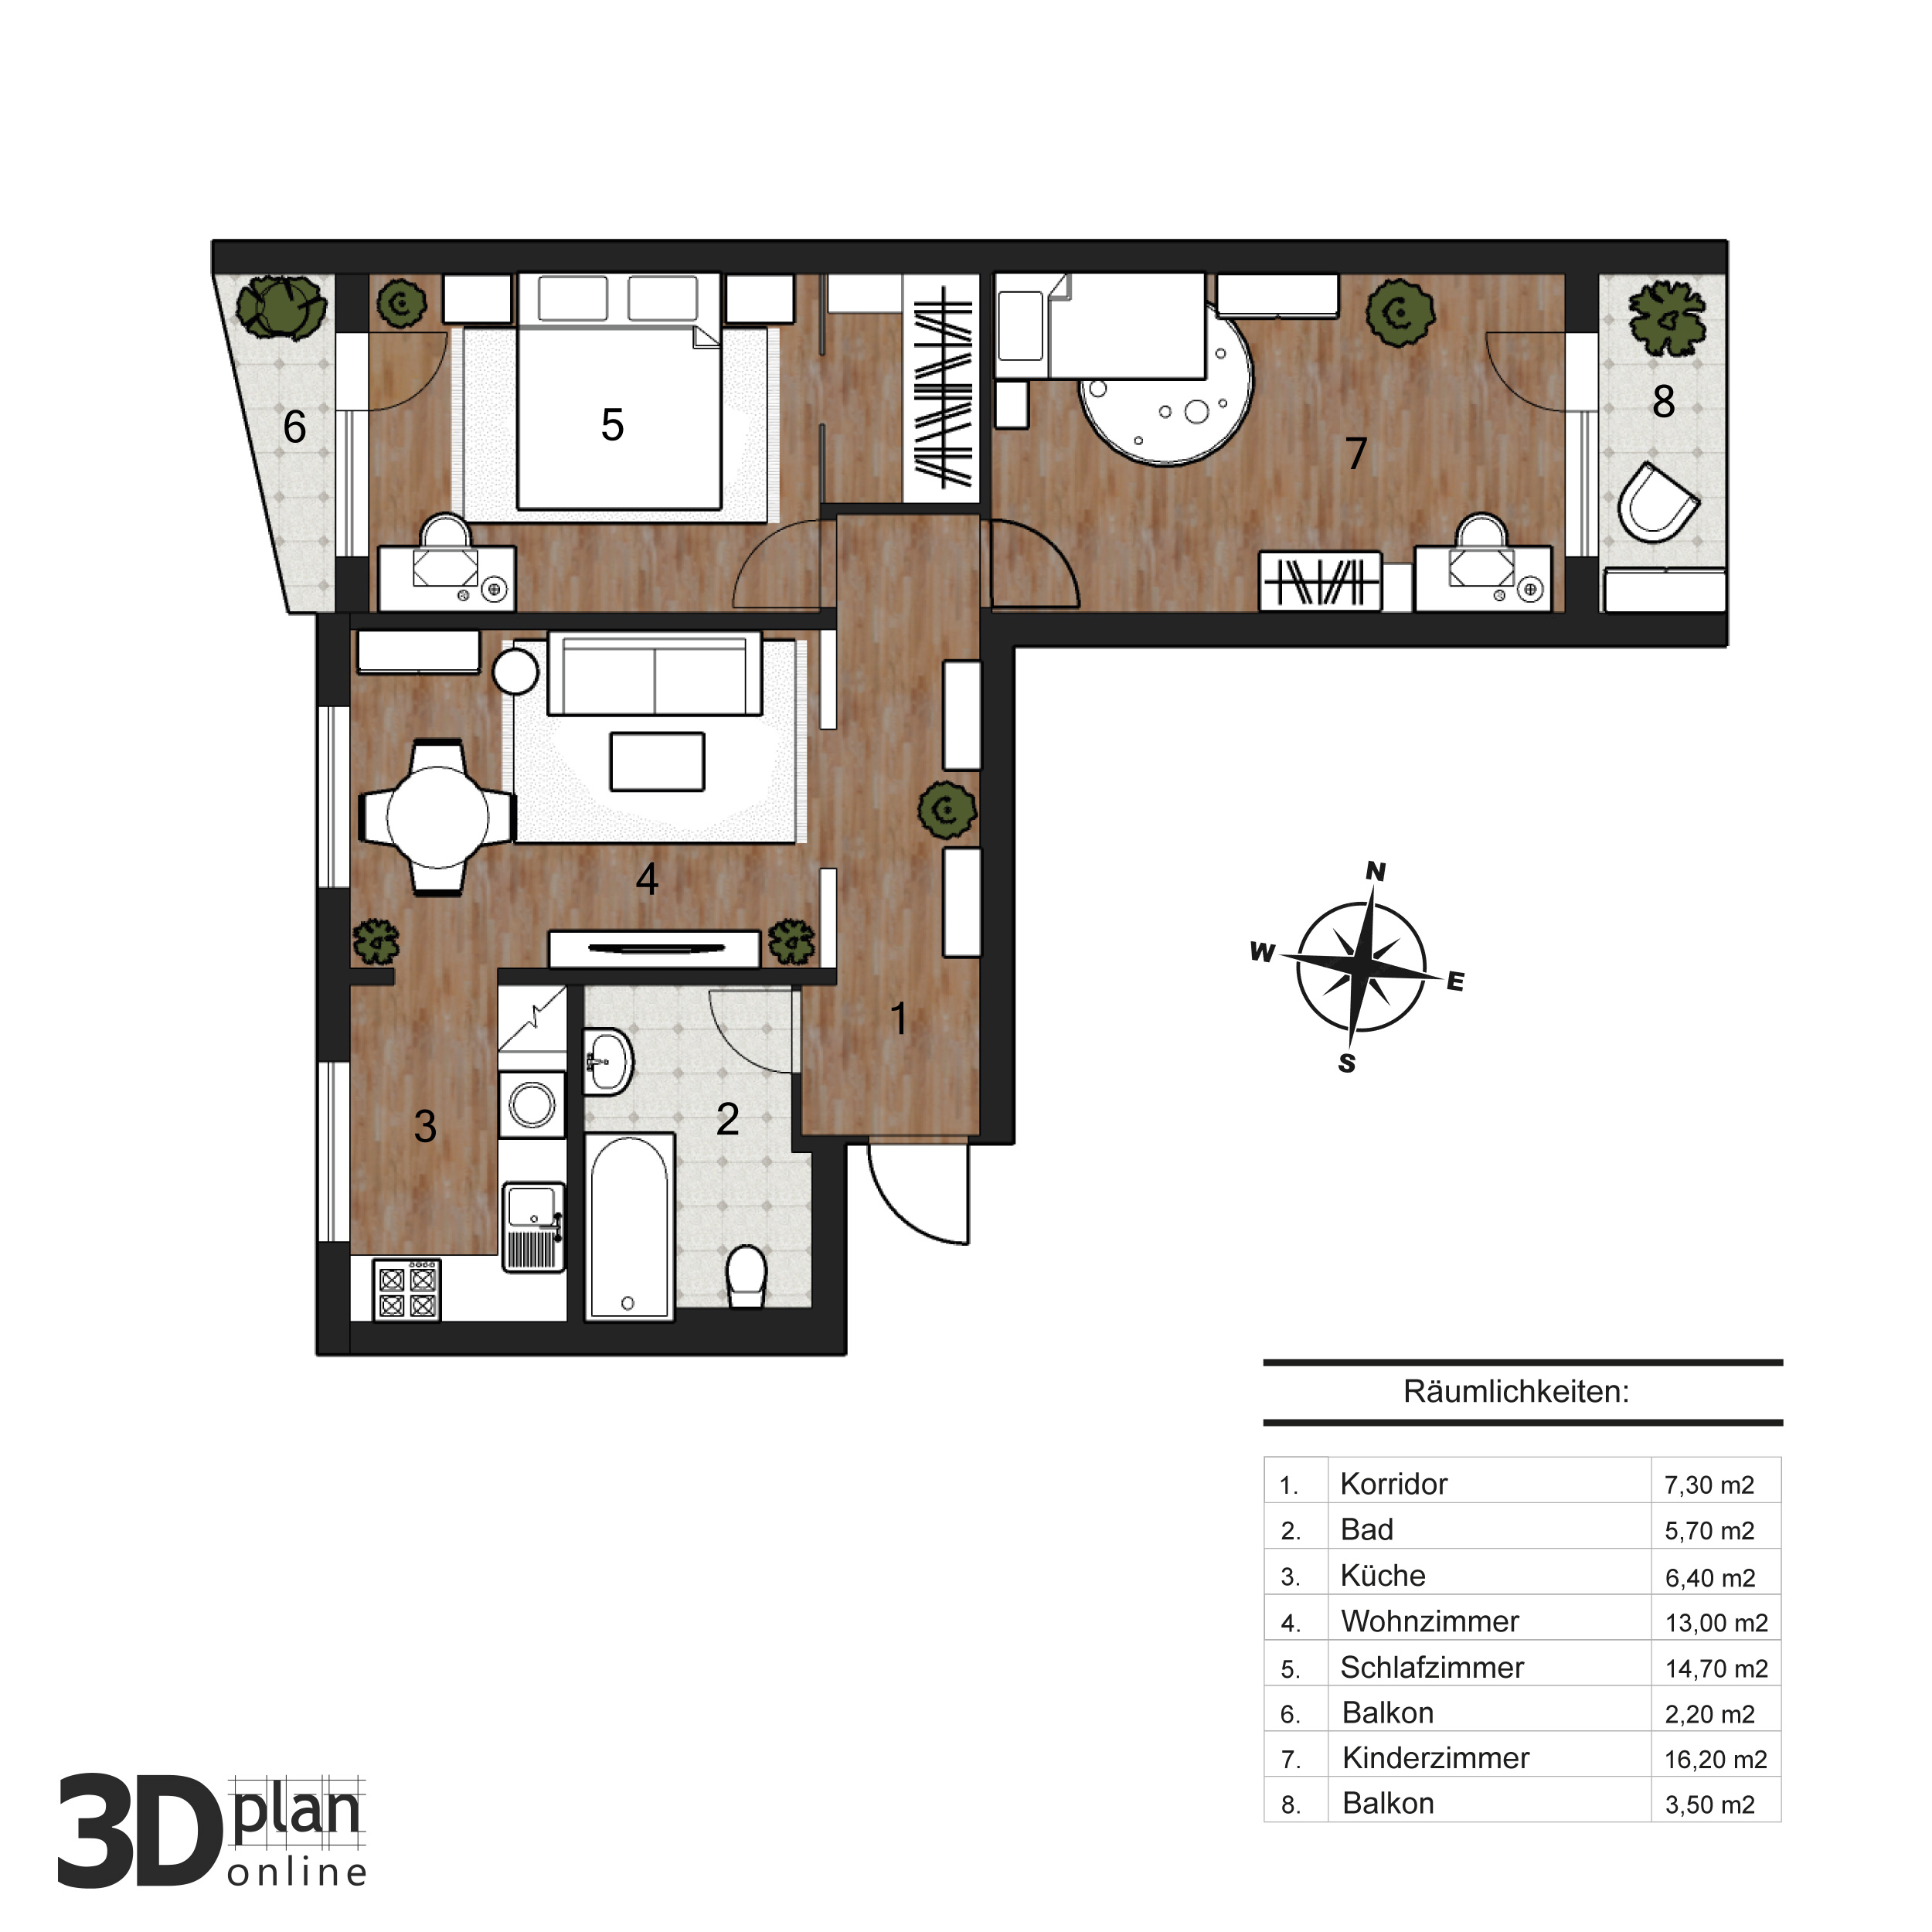 6
5
7
8
4
3
2
1
N
W
E
S
Räumlichkeiten:
1. Korridor 7,30 m2
2. Bad 5,70 m2
3. Küche 6,40 m2
4. Wohnzimmer 13,00 m2
5. Schlafzimmer 14,70 m2
6. Balkon 2,20 m2
7. Kinderzimmer 16,20 m2
8. Balkon 3,50 m2
3D plan
online